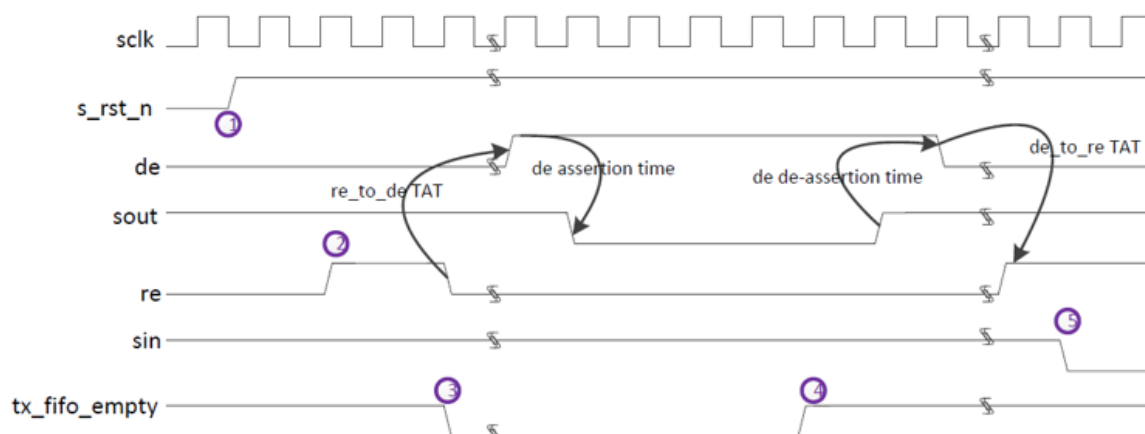 sclk
s_rst_n
1
de
re_to_de TAT
de assertion time
de de-assertion time
de_to_re TAT
sout
2
re
sin
5
tx_fifo_empty
3
4